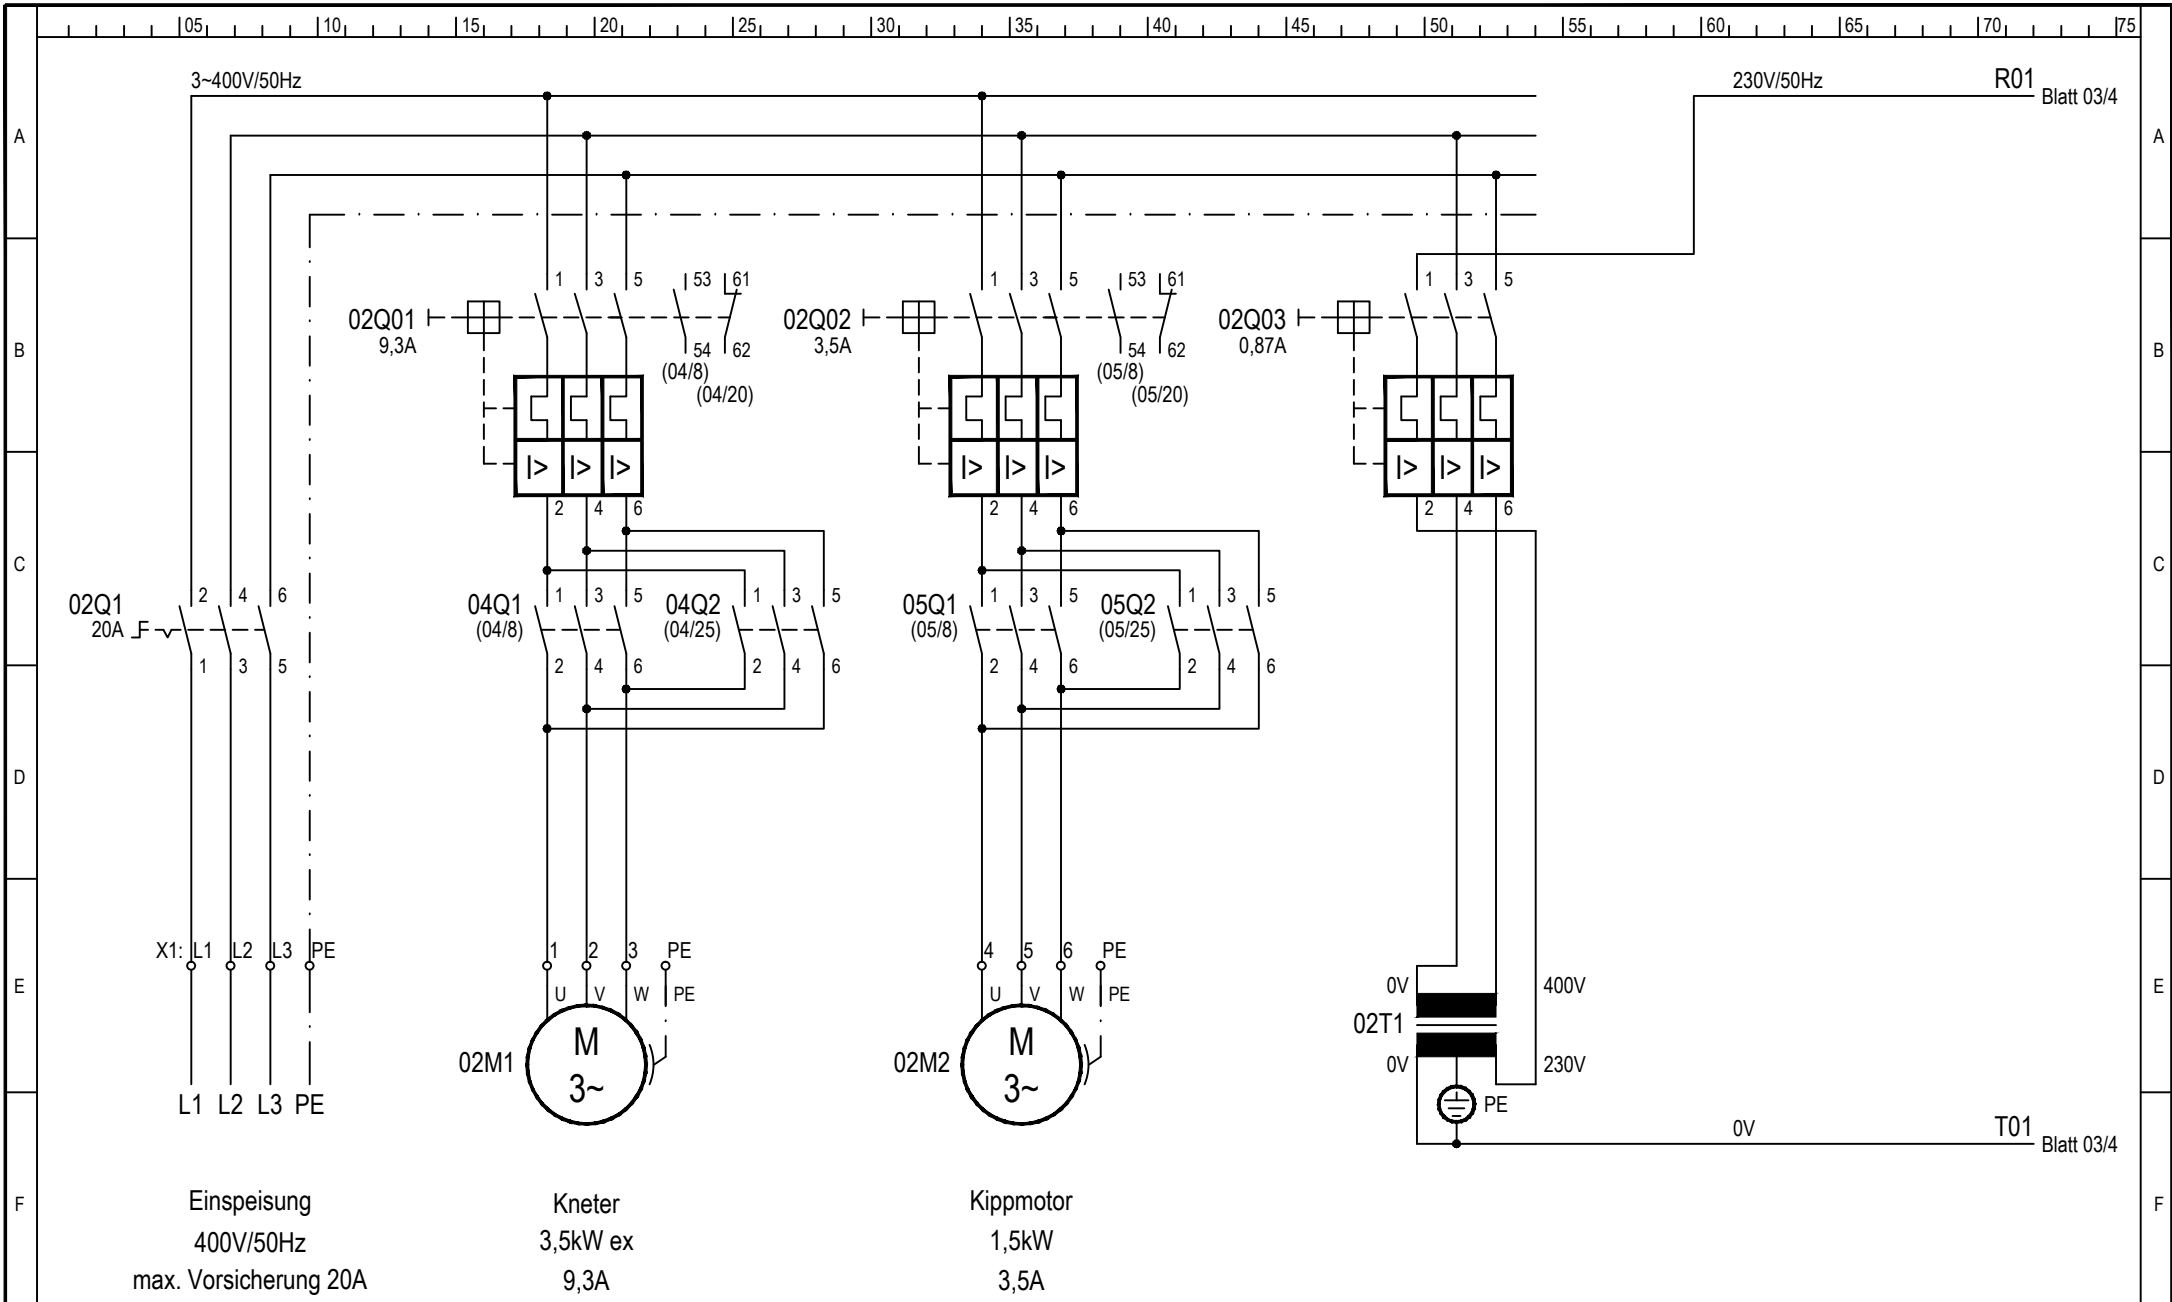 05 10 15 20 25 30 35 40 45 50 55 60 65 70 75
3~400V/50Hz 230V/50Hz R01
Blatt 03/4
A A
1 3 5 53 61 1 3 5 53 61 1 3 5
02Q01 02Q02 02Q03
9,3A 3,5A 0,87A
B B
54 62 54 62
(04/8) (05/8)
(04/20) (05/20)
I> I> I> I> I> I> I> I> I>
2 4 6 2 4 6 2 4 6
C C
2 4 6 1 3 5 1 3 5 1 3 5 1 3 5
02Q1 04Q1 04Q2 05Q1 05Q2
20A (04/8) (04/25) (05/8) (05/25)
1 3 5 2 4 6 2 4 6 2 4 6 2 4 6
D D
X1: L1 L2 L3 PE 1 2 3 PE 4 5 6 PE
E 0V 400V E
U V W PE U V W PE
02T1
M M
02M1 02M2 0V 230V
3~ 3~
L1 L2 L3 PE PE
0V T01
Blatt 03/4
F F
Einspeisung Kneter Kippmotor
400V/50Hz 3,5kW ex 1,5kW
max. Vorsicherung 20A 9,3A 3,5A